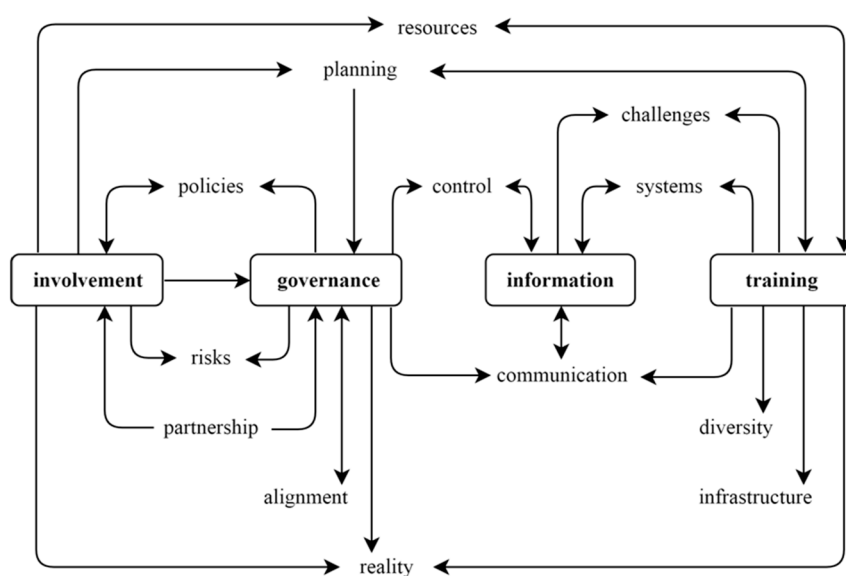 resources
planning
challenges
policies
control
systems
involvement
governance
information
training
risks
communication
partnership
diversity
alignment
infrastructure
reality